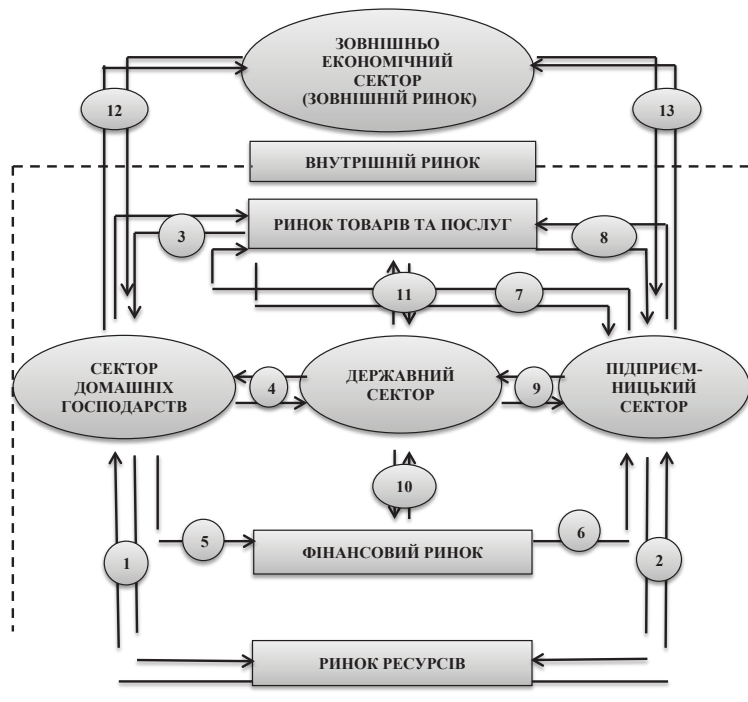 ЗОВНІШНЬО
ЕКОНОМІЧНИЙ
СЕКТОР
(ЗОВНІШНІЙ РИНОК)
12
13
ВНУТРІШНІЙ РИНОК
РИНОК ТОВАРІВ ТА ПОСЛУГ
3
8
11
7
СЕКТОР
ДОМАШНІХ
ГОСПОДАРСТВ
4
ДЕРЖАВНИЙ
СЕКТОР
9
ПІДПРИЄМ-
НИЦЬКИЙ
СЕКТОР
10
5
ФІНАНСОВИЙ РИНОК
6
1
2
РИНОК РЕСУРСІВ